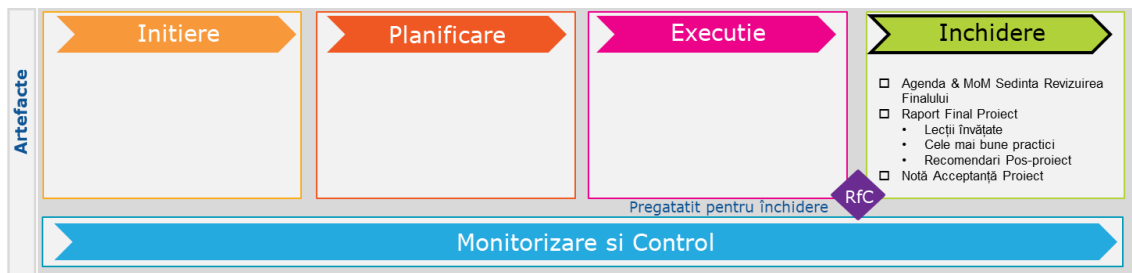 Artefacte
Initiere
Planificare
Executie
Inchidere
Agenda & MoM Sedinta Revizuirea
Finalului
Raport Final Proiect
• Lecții învățate
• Cele mai bune practici
• Recomendari Pos-proiect
Notă Acceptanță Proiect
RfC
Pregatatit pentru închidere
Monitorizare si Control